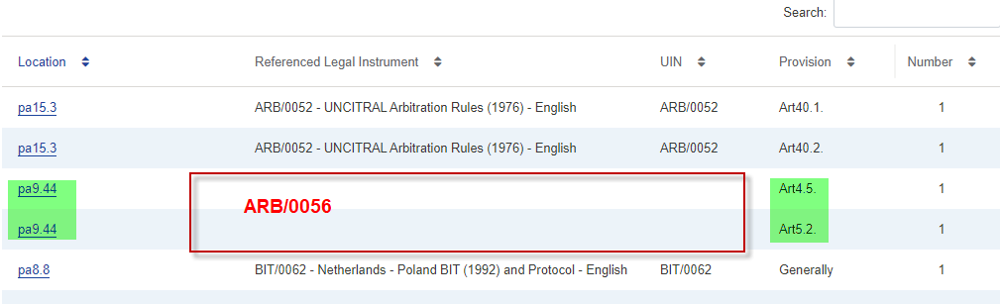 Search:
Location Referenced Legal Instrument UIN Provision Number
pa15.3 ARB/0052 - UNCITRAL Arbitration Rules (1976) - English ARB/0052 Art40.1. 1
pa15.3 ARB/0052 - UNCITRAL Arbitration Rules (1976) - English ARB/0052 Art40.2. 1
pa9.44 ARB/0056 Art4.5. 1
pa9.44 Art5.2. 1
pa8.8 BIT/0062 - Netherlands - Poland BIT (1992) and Protocol - English BIT/0062 Generally 1